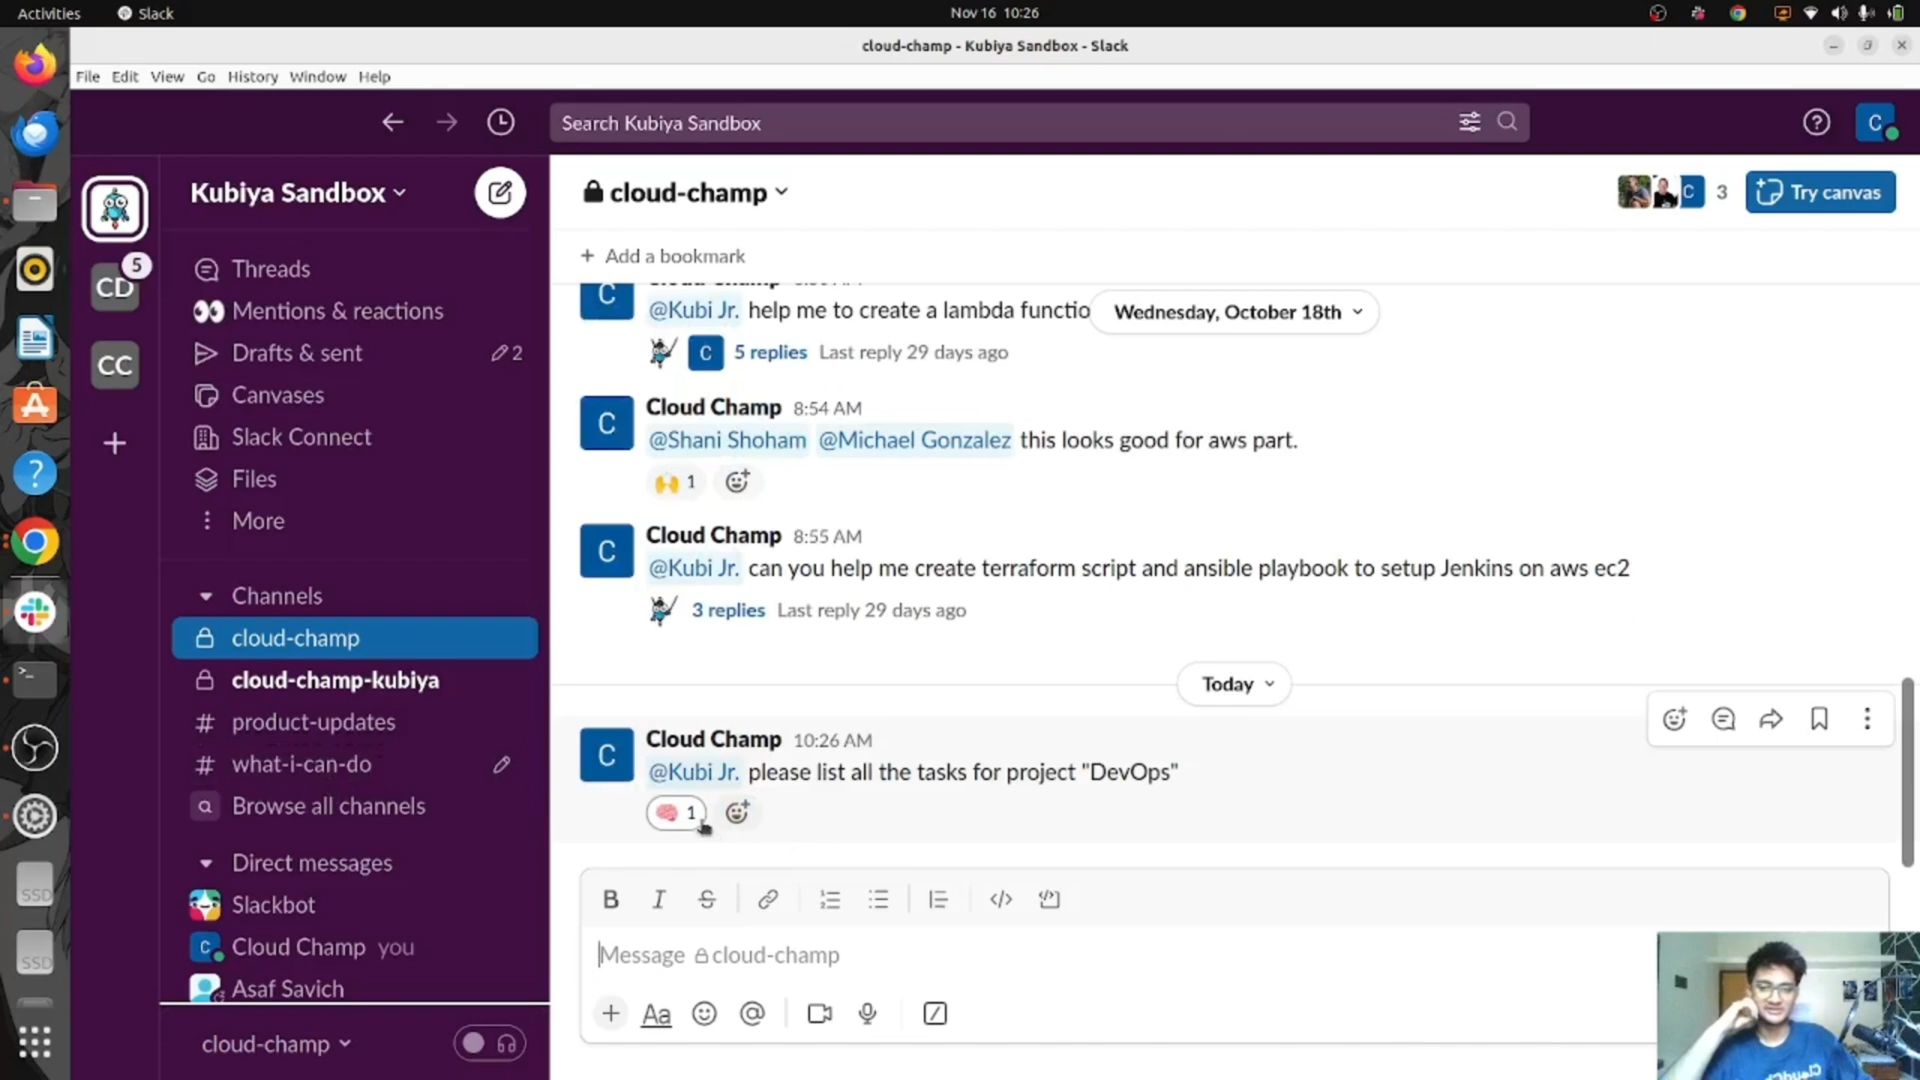 Activities
Slack
Nov 16 10:26
cloud-champ - Kubiya Sandbox - Slack
File Edit View Go History Window Help
Search Kubiya Sandbox
C
Kubiya Sandbox
cloud-champ
C 3
Try canvas
Add a bookmark
CD 5
CC
Threads
Mentions & reactions
Drafts & sent 2
Canvases
Slack Connect
Files
More
Channels
cloud-champ
cloud-champ-kubiya
product-updates
what-i-can-do
Browse all channels
Direct messages
Slackbot
C Cloud Champ you
Asaf Savich
cloud-champ
SSD
SSD
Wednesday, October 18th
C
Cloud Champ
@Kubi Jr. help me to create a lambda functio
C 5 replies Last reply 29 days ago
C
Cloud Champ 8:54 AM
@Shani Shoham @Michael Gonzalez this looks good for aws part.
1
C
Cloud Champ 8:55 AM
@Kubi Jr. can you help me create terraform script and ansible playbook to setup Jenkins on aws ec2
3 replies Last reply 29 days ago
Today
C
Cloud Champ 10:26 AM
@Kubi Jr. please list all the tasks for project "DevOps"
1
B I S
Message cloud-champ
Aa